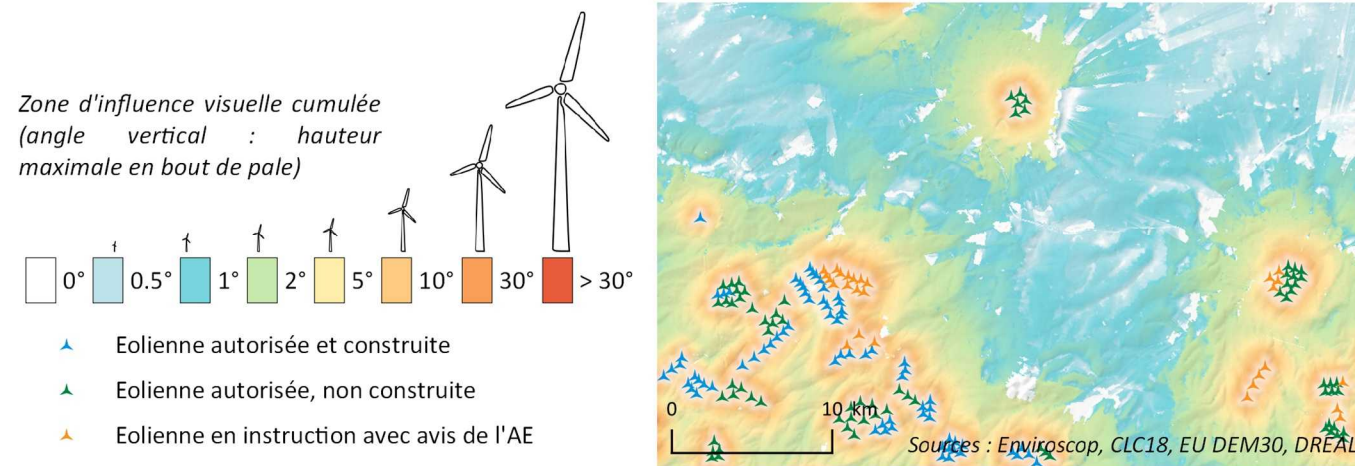 Zone d'influence visuelle cumulée
(angle vertical : hauteur
maximale en bout de pale)
0° 0.5° 1° 2° 5° 10° 30° > 30°
Eolienne autorisée et construite
Eolienne autorisée, non construite
Eolienne en instruction avec avis de l'AE
0 10 km
Sources : Enviroscop, CLC18, EU DEM30, DREAL